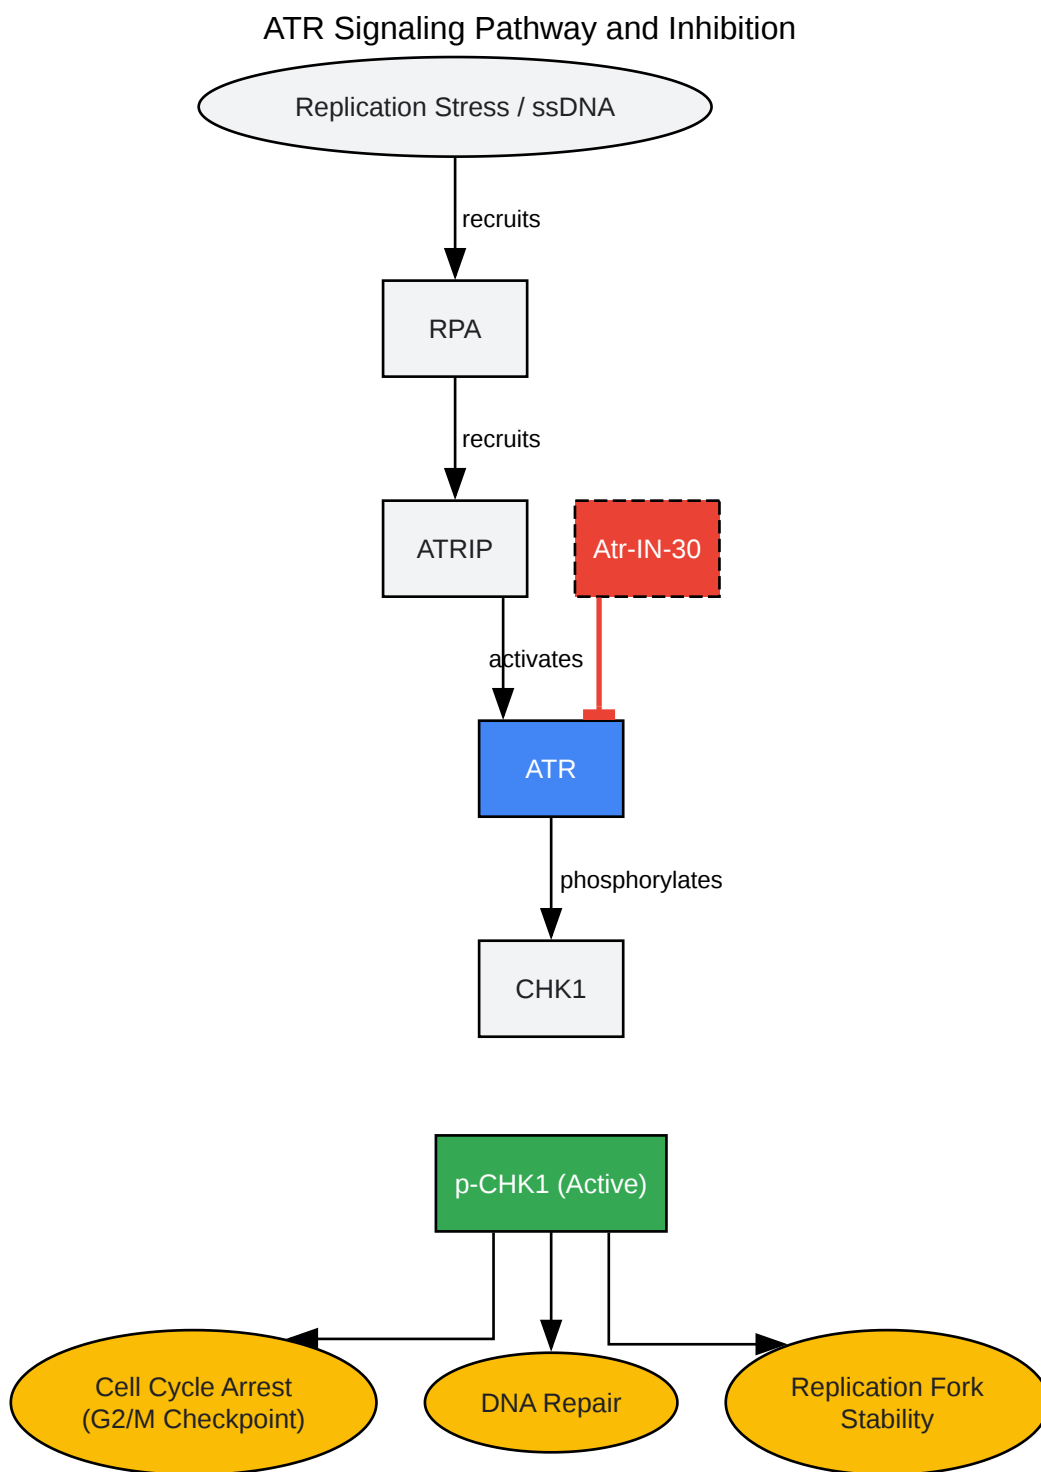 ATR Signaling Pathway and Inhibition
Replication Stress / ssDNA
recruits
RPA
recruits
ATRIP
Atr-IN-30
activates
ATR
phosphorylates
CHK1
p-CHK1 (Active)
Cell Cycle Arrest
(G2/M Checkpoint)
DNA Repair
Replication Fork
Stability